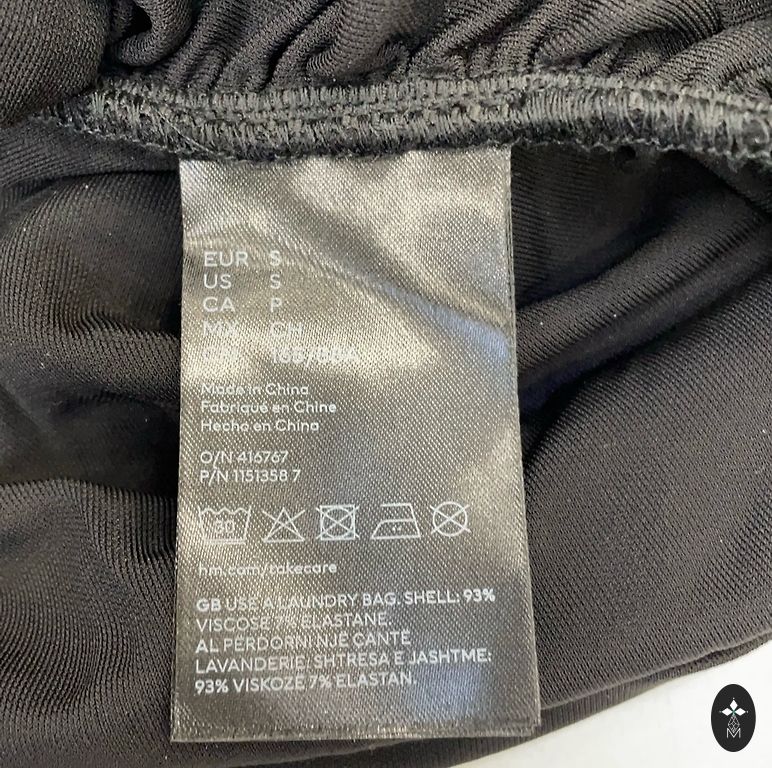 EUR S
US S
CA P
MX CH
Made in China
Fabriqué en Chine
Hecho en China
O/N 416767
P/N 1151358 7
30
hm.com/takecare
GB USE A LAUNDRY BAG. SHELL: 93%
VISCOSE 7% ELASTANE.
AL PËRDORNI NJË ÇANTË
LAVANDERIE: SHTRESA E JASHTME:
93% VISKOZË 7% ELASTAN.
M